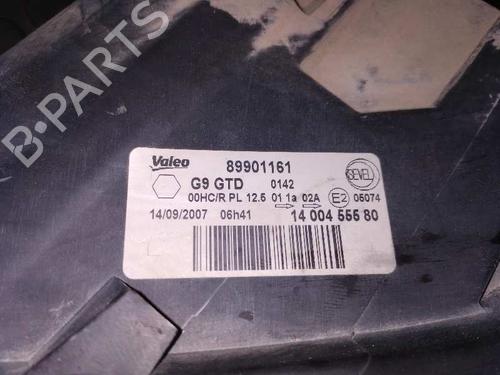 B-PARTS
Valeo 89901161 SEVEL
G9 GTD 0142
00HC/R PL 12.5 01 1a 02A E2 05074
14/09/2007 06h41 14 004 555 80